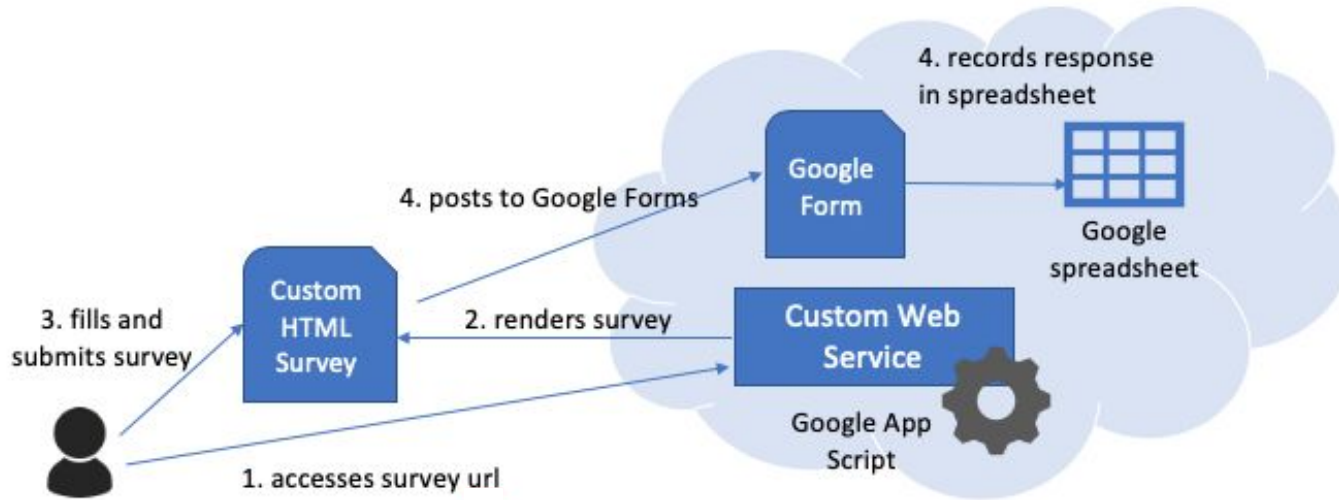 4. records response
in spreadsheet
Google
Form
4. posts to Google Forms
Google
spreadsheet
Custom
HTML
Survey
3. fills and
submits survey
2. renders survey
Custom Web
Service
Google App
Script
1. accesses survey url